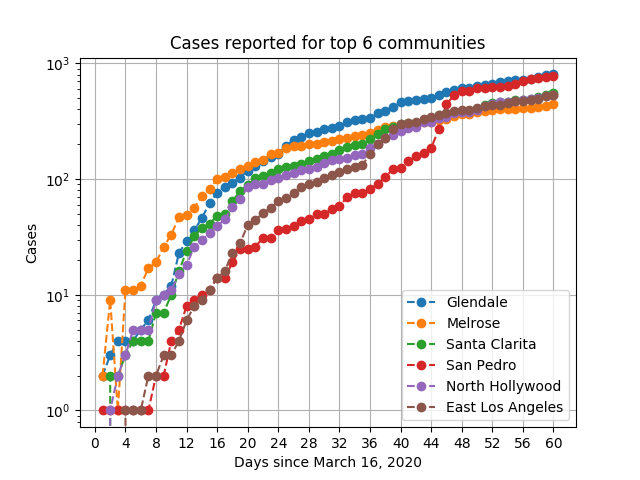 Cases reported for top 6 communities
10³
10²
10¹
10⁰
Cases
Glendale
Melrose
Santa Clarita
San Pedro
North Hollywood
East Los Angeles
0 4 8 12 16 20 24 28 32 36 40 44 48 52 56 60
Days since March 16, 2020